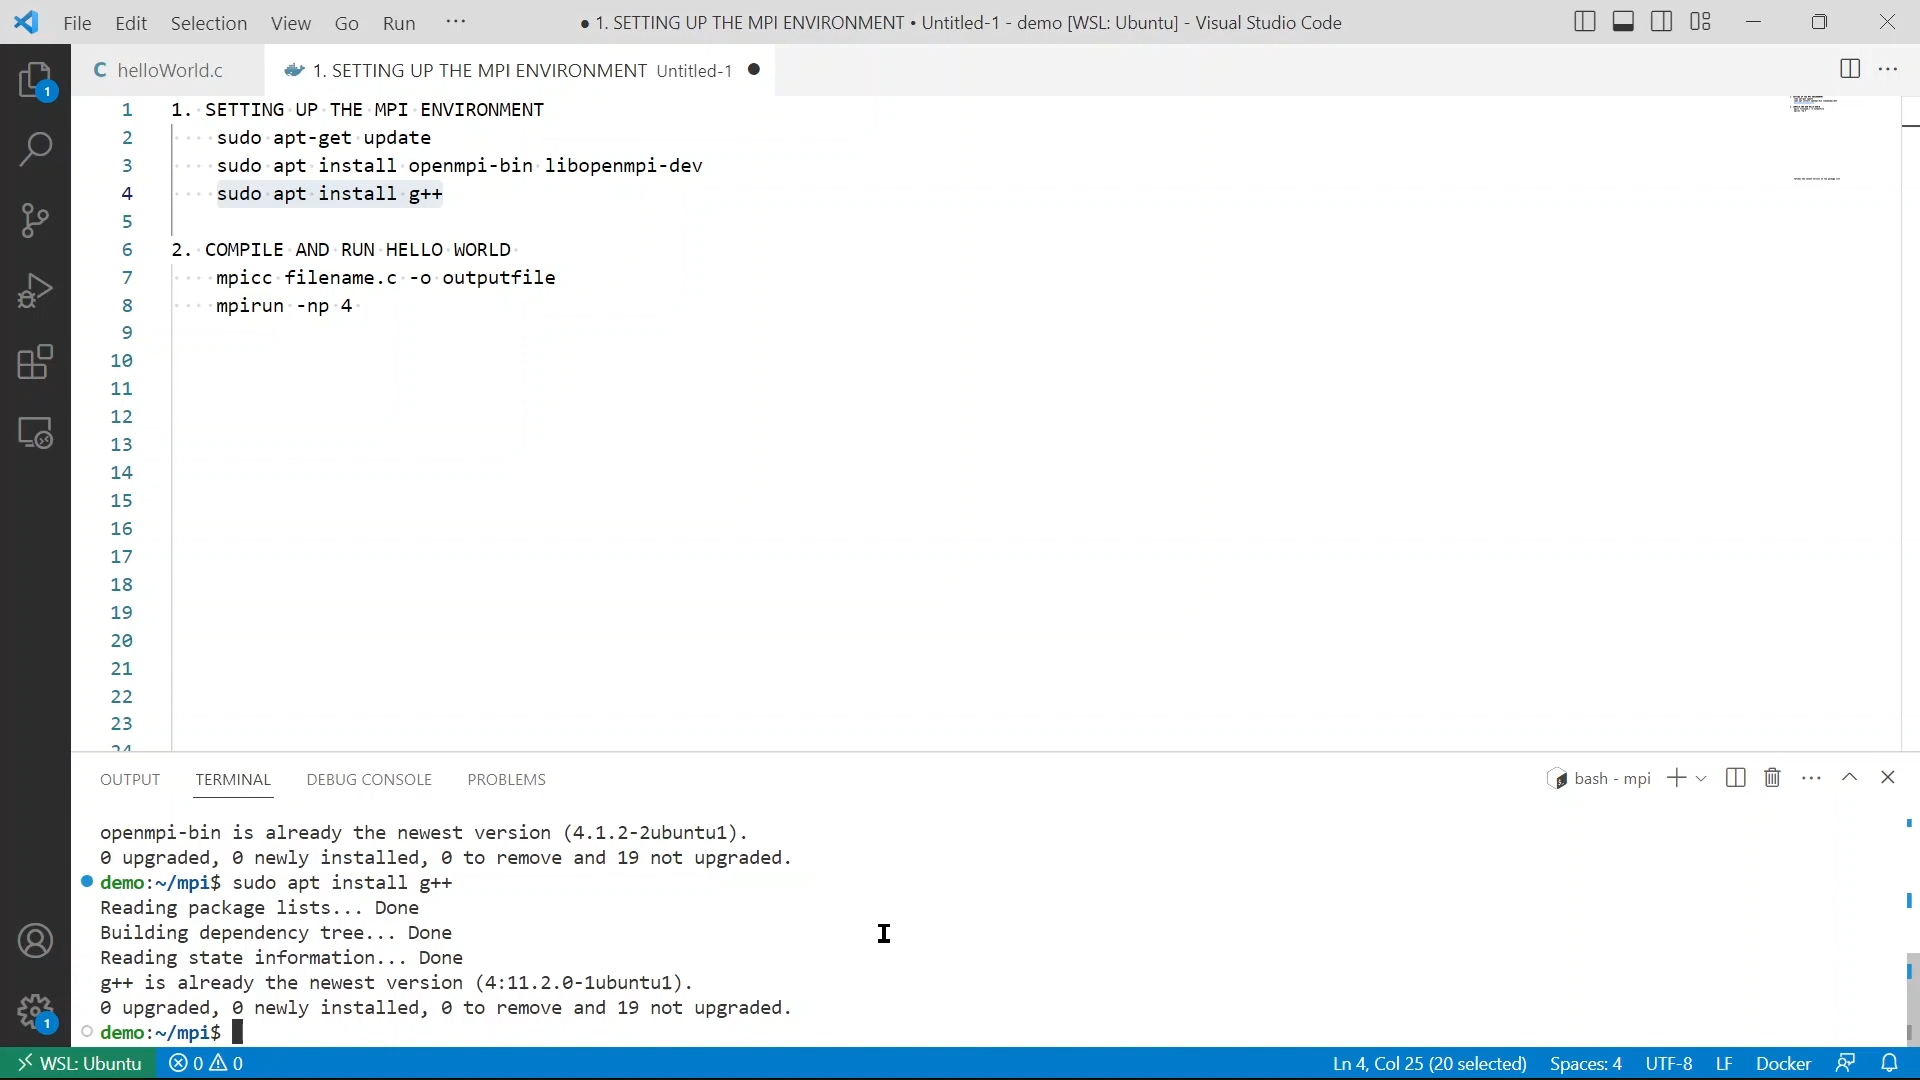 File Edit Selection View Go Run ··· ● 1. SETTING UP THE MPI ENVIRONMENT • Untitled-1 - demo [WSL: Ubuntu] - Visual Studio Code
C helloWorld.c 1. SETTING UP THE MPI ENVIRONMENT Untitled-1 ●
1 1. SETTING UP THE MPI ENVIRONMENT
2 sudo apt-get update
3 sudo apt install openmpi-bin libopenmpi-dev
4 sudo apt install g++
5
6 2. COMPILE AND RUN HELLO WORLD
7 mpicc filename.c -o outputfile
8 mpirun -np 4
9
10
11
12
13
14
15
16
17
18
19
20
21
22
23
24
OUTPUT TERMINAL DEBUG CONSOLE PROBLEMS bash - mpi
openmpi-bin is already the newest version (4.1.2-2ubuntu1).
0 upgraded, 0 newly installed, 0 to remove and 19 not upgraded.
demo:~/mpi$ sudo apt install g++
Reading package lists... Done
Building dependency tree... Done
Reading state information... Done
g++ is already the newest version (4:11.2.0-1ubuntu1).
0 upgraded, 0 newly installed, 0 to remove and 19 not upgraded.
demo:~/mpi$
1
1
WSL: Ubuntu 0 0 Ln 4, Col 25 (20 selected) Spaces: 4 UTF-8 LF Docker